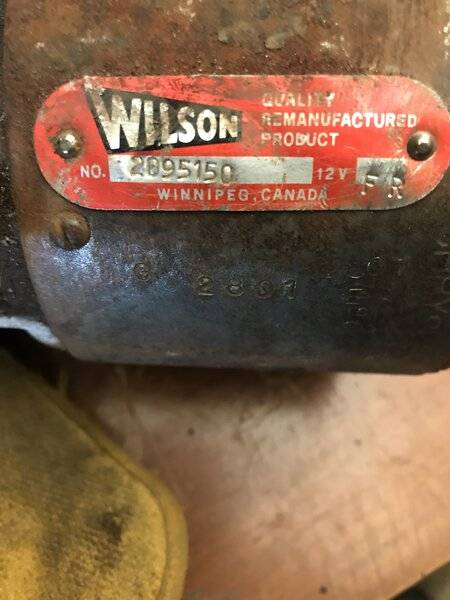 WILSON
QUALITY
REMANUFACTURED
PRODUCT
NO. 2095150 12V F R
WINNIPEG, CANADA